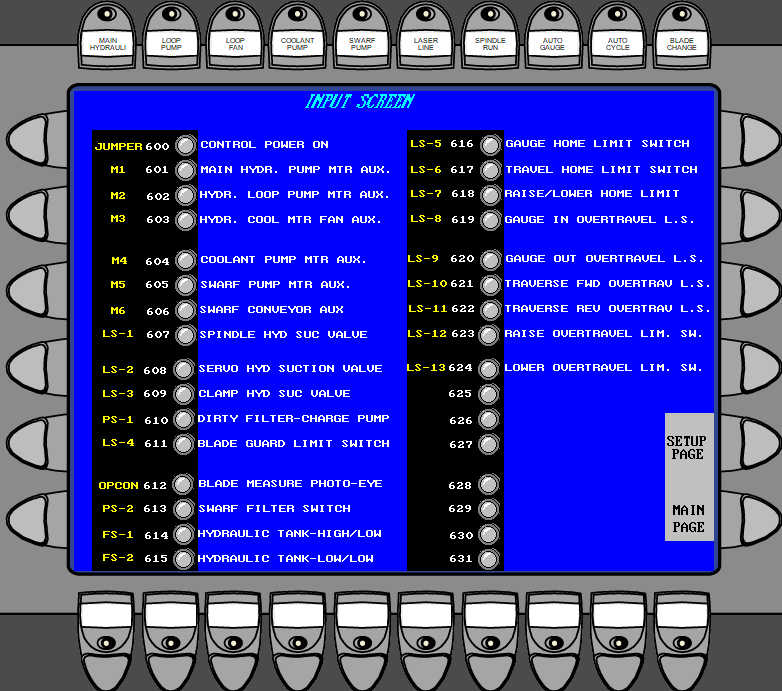 MAIN HYDRAULI
LOOP PUMP
LOOP FAN
COOLANT PUMP
SWARF PUMP
LASER LINE
SPINDLE RUN
AUTO GAUGE
AUTO CYCLE
BLADE CHANGE
INPUT SCREEN
JUMPER 600 CONTROL POWER ON
M1 601 MAIN HYDR. PUMP MTR AUX.
M2 602 HYDR. LOOP PUMP MTR AUX.
M3 603 HYDR. COOL MTR FAN AUX.
M4 604 COOLANT PUMP MTR AUX.
M5 605 SWARF PUMP MTR AUX.
M6 606 SWARF CONVEYOR AUX
LS-1 607 SPINDLE HYD SUC VALVE
LS-2 608 SERVO HYD SUCTION VALVE
LS-3 609 CLAMP HYD SUC VALVE
PS-1 610 DIRTY FILTER-CHARGE PUMP
LS-4 611 BLADE GUARD LIMIT SWITCH
OPCON 612 BLADE MEASURE PHOTO-EYE
PS-2 613 SWARF FILTER SWITCH
FS-1 614 HYDRAULIC TANK-HIGH/LOW
FS-2 615 HYDRAULIC TANK-LOW/LOW
LS-5 616 GAUGE HOME LIMIT SWITCH
LS-6 617 TRAVEL HOME LIMIT SWITCH
LS-7 618 RAISE/LOWER HOME LIMIT
LS-8 619 GAUGE IN OVERTRAVEL L.S.
LS-9 620 GAUGE OUT OVERTRAVEL L.S.
LS-10 621 TRAVERSE FWD OVERTRAV L.S.
LS-11 622 TRAVERSE REV OVERTRAV L.S.
LS-12 623 RAISE OVERTRAVEL LIM. SW.
LS-13 624 LOWER OVERTRAVEL LIM. SW.
625
626
627
628
629
630
631
SETUP
PAGE
MAIN
PAGE